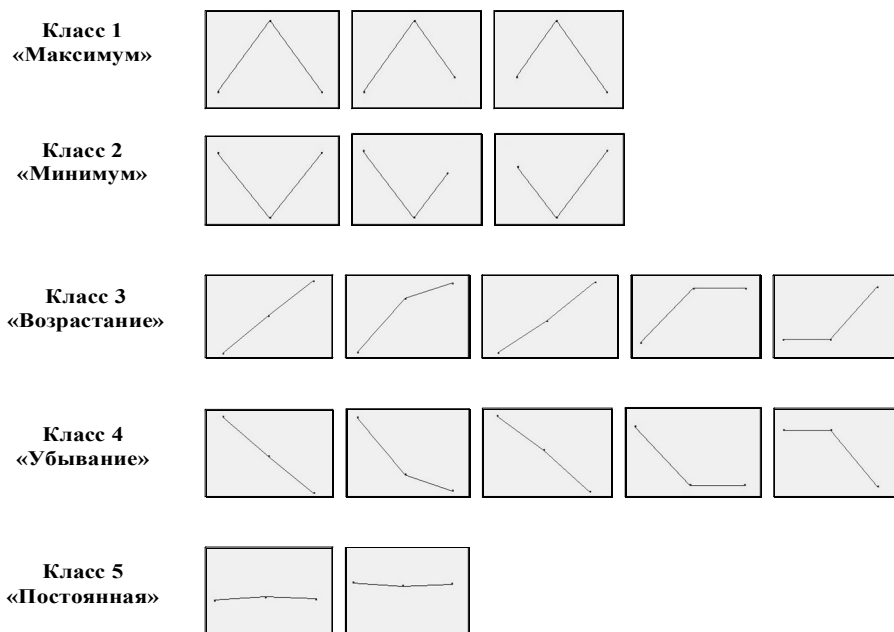 Класс 1
«Максимум»
Класс 2
«Минимум»
Класс 3
«Возрастание»
Класс 4
«Убывание»
Класс 5
«Постоянная»